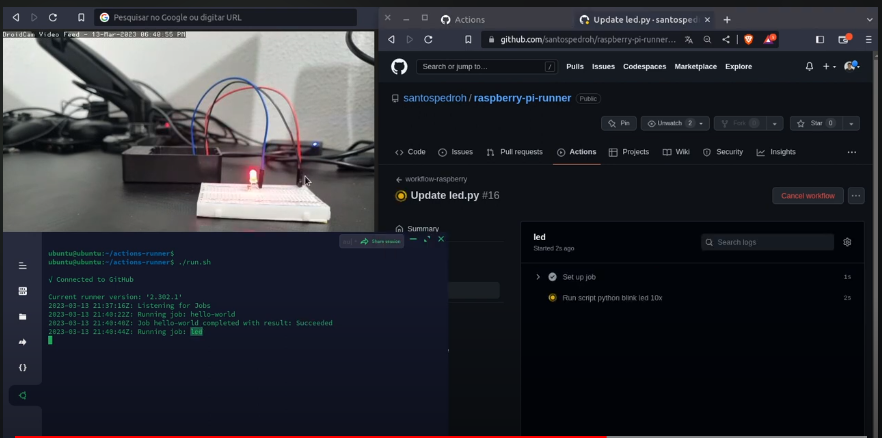 Pesquisar no Google ou digitar URL
DroidCam Video Feed - 13-Mar-2023 06:40:55 PM
ubuntu@ubuntu:~/actions-runner$
ubuntu@ubuntu:~/actions-runner$ ./run.sh
√ Connected to GitHub
Current runner version: '2.302.1'
2023-03-13 21:37:16Z: Listening for Jobs
2023-03-13 21:40:22Z: Running job: hello-world
2023-03-13 21:40:40Z: Job hello-world completed with result: Succeeded
2023-03-13 21:40:44Z: Running job: led
Actions
Update led.py · santosped
github.com/santospedroh/raspberry-pi-runner...
Search or jump to...
/
Pulls Issues Codespaces Marketplace Explore
santospedroh / raspberry-pi-runner Public
Pin Unwatch 2 Fork Star 0
Code Issues Pull requests Actions Projects Wiki Security Insights
workflow-raspberry
Update led.py #16
Cancel workflow
Summary
led
Started 2s ago
Search logs
Set up job 1s
Run script python blink led 10x 2s